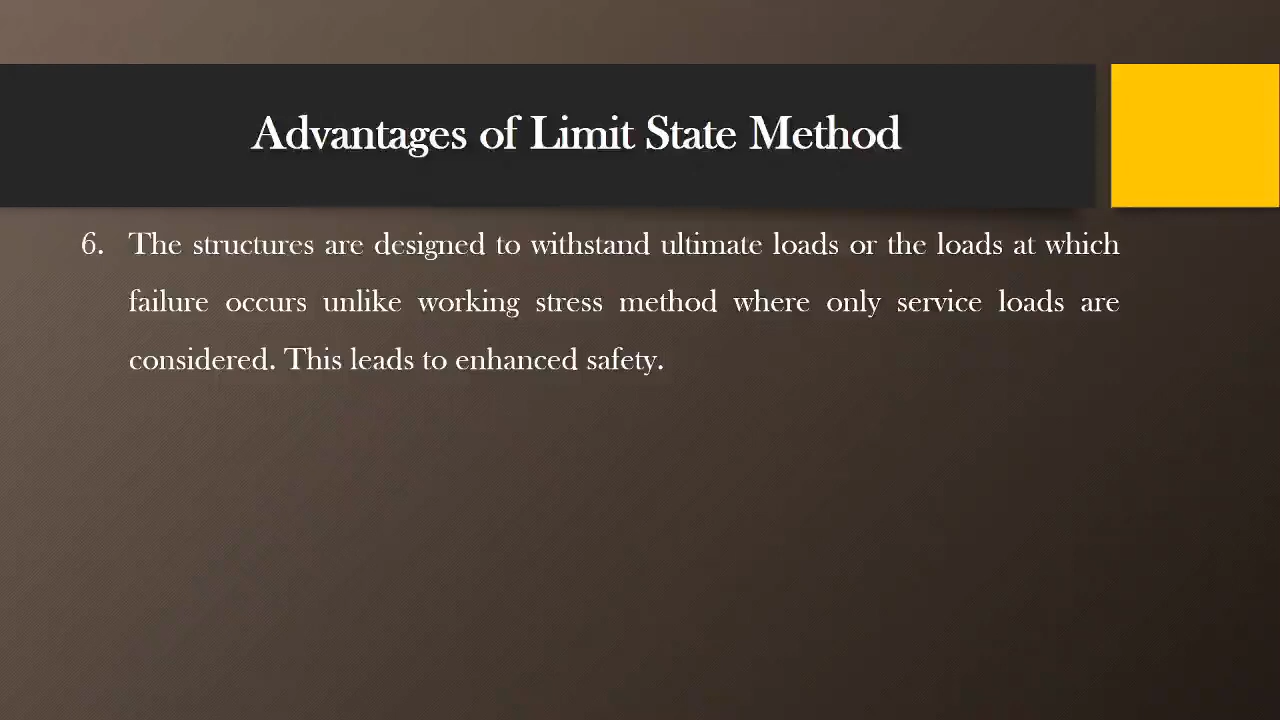 Advantages of Limit State Method
6. The structures are designed to withstand ultimate loads or the loads at which
failure occurs unlike working stress method where only service loads are
considered. This leads to enhanced safety.